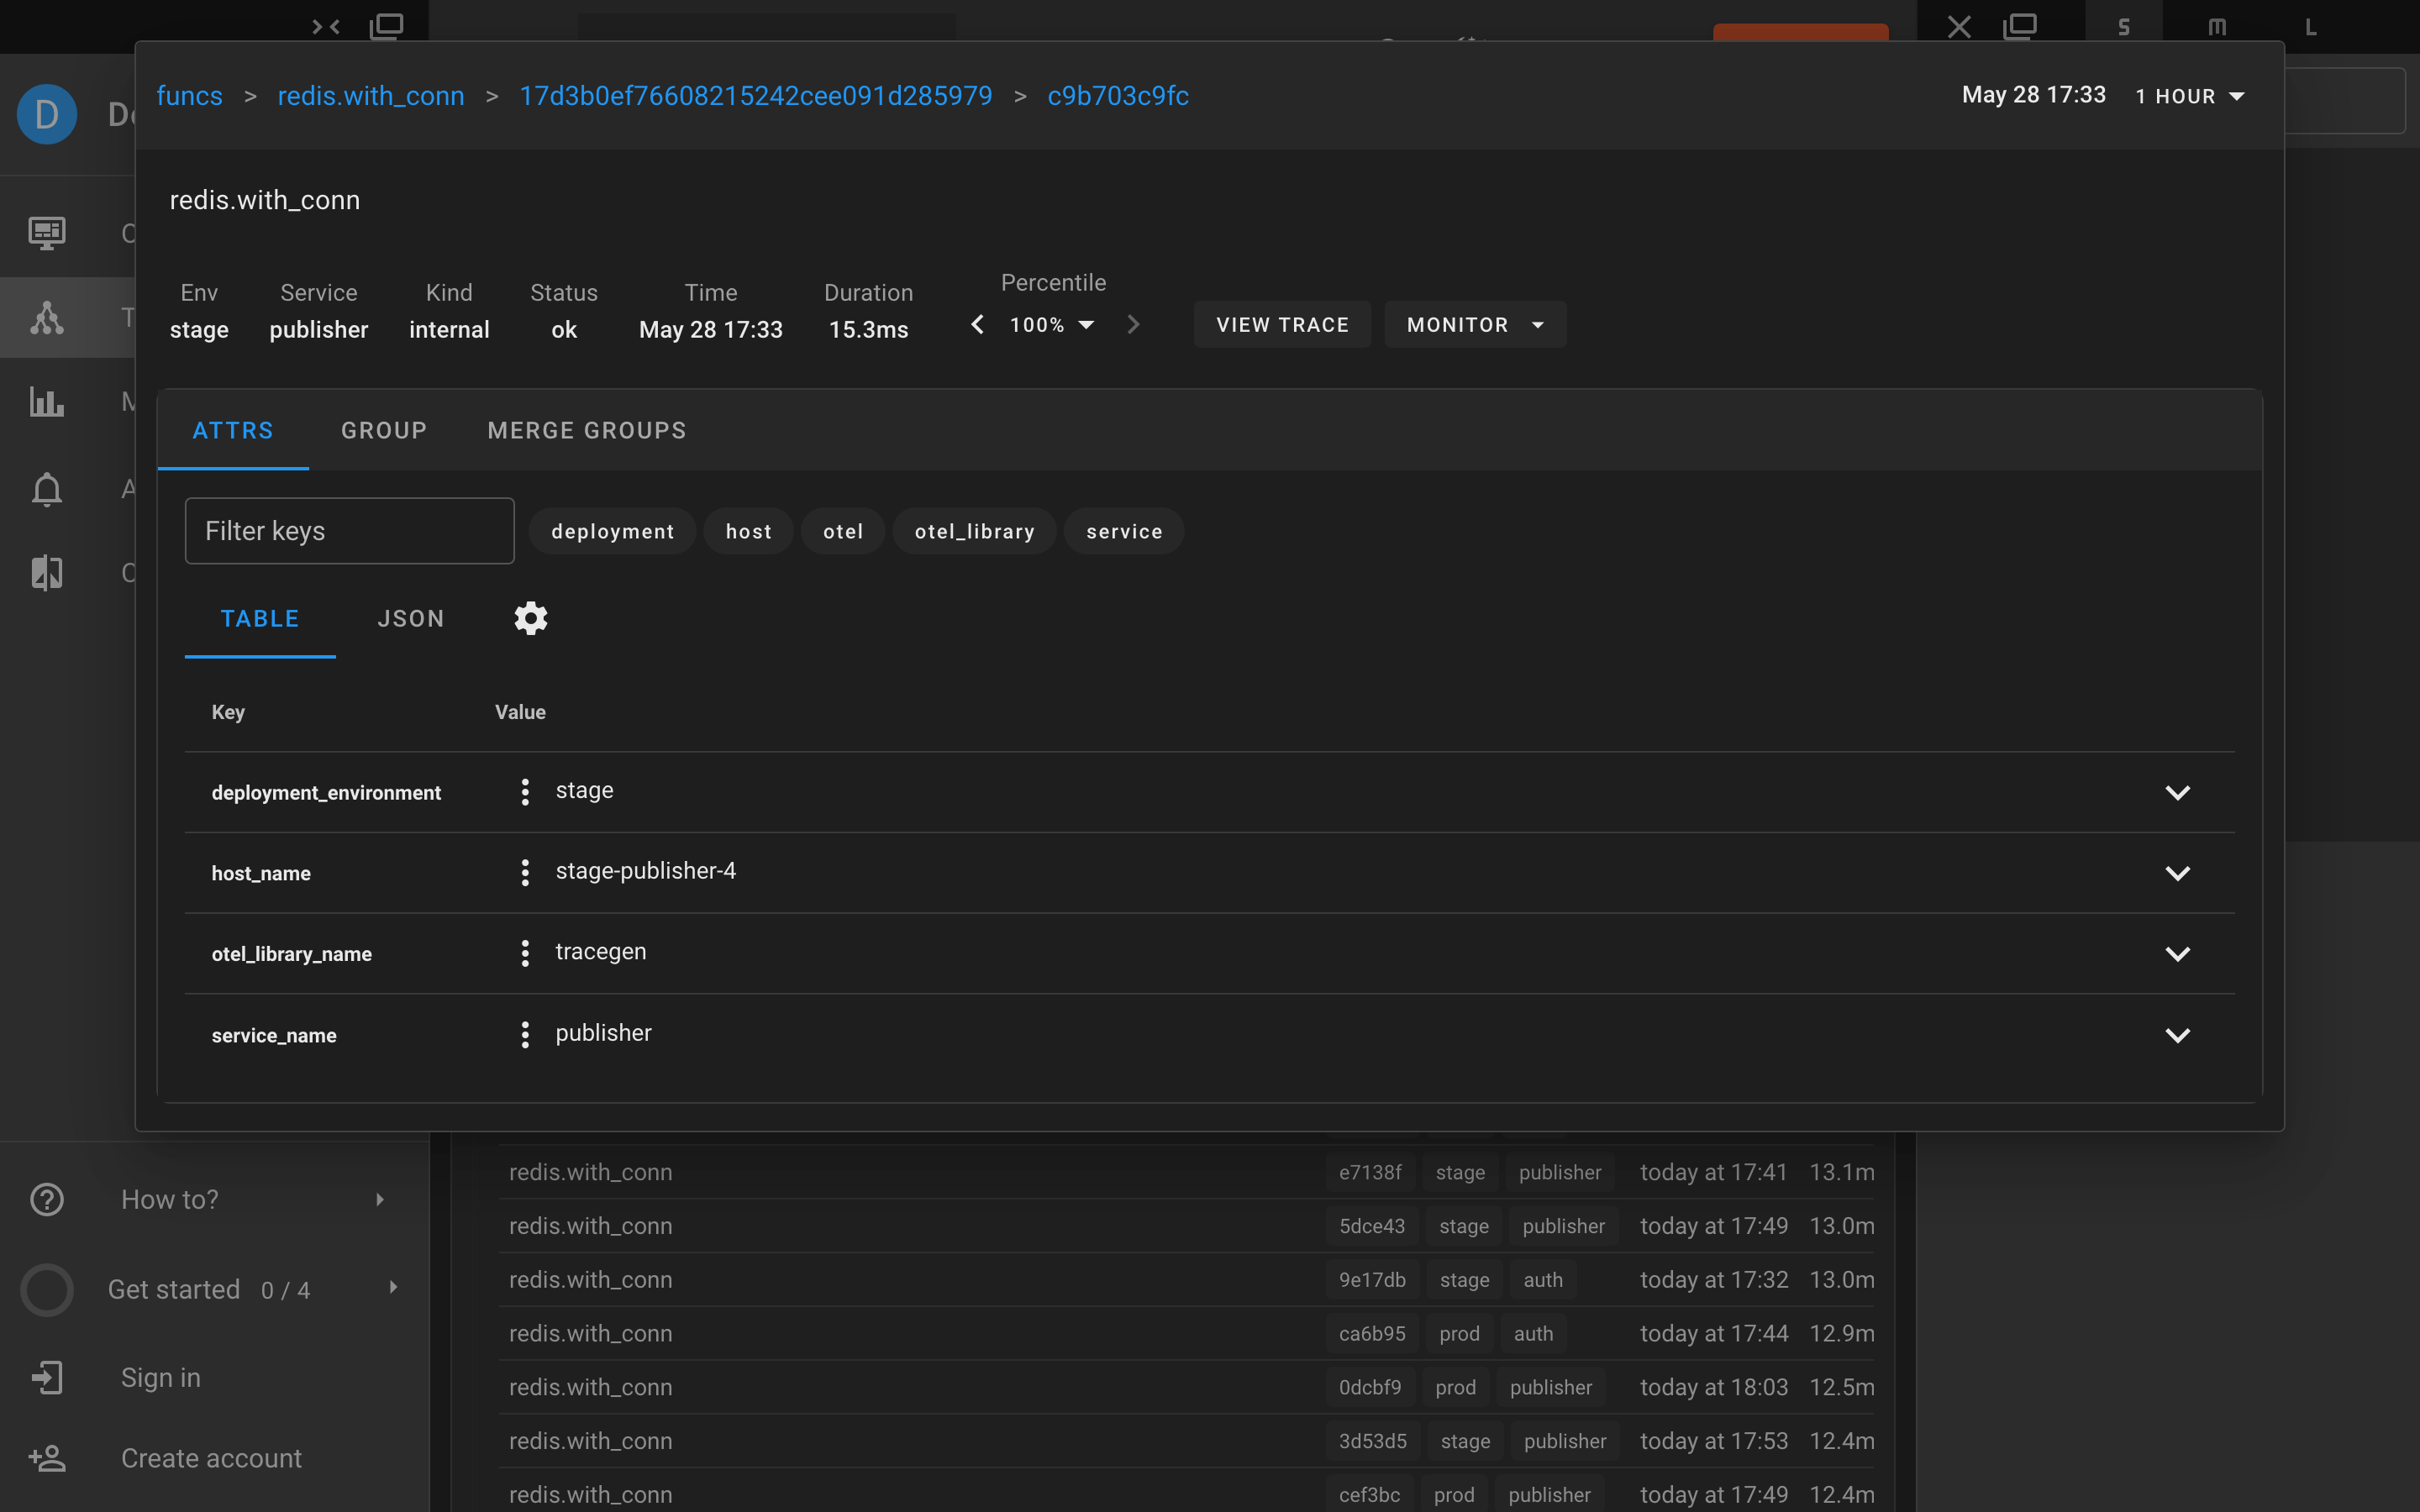 S M L
funcs > redis.with_conn > 17d3b0ef76608215242cee091d285979 > c9b703c9fc May 28 17:33 1 HOUR
D
redis.with_conn
Env Service Kind Status Time Duration Percentile
stage publisher internal ok May 28 17:33 15.3ms 100% VIEW TRACE MONITOR
ATTRS GROUP MERGE GROUPS
Filter keys deployment host otel otel_library service
TABLE JSON
Key Value
deployment_environment stage
host_name stage-publisher-4
otel_library_name tracegen
service_name publisher
redis.with_conn e7138f stage publisher today at 17:41 13.1m
How to?
redis.with_conn 5dce43 stage publisher today at 17:49 13.0m
redis.with_conn 9e17db stage auth today at 17:32 13.0m
Get started 0 / 4
redis.with_conn ca6b95 prod auth today at 17:44 12.9m
Sign in
redis.with_conn 0dcbf9 prod publisher today at 18:03 12.5m
redis.with_conn 3d53d5 stage publisher today at 17:53 12.4m
Create account
redis.with_conn cef3bc prod publisher today at 17:49 12.4m